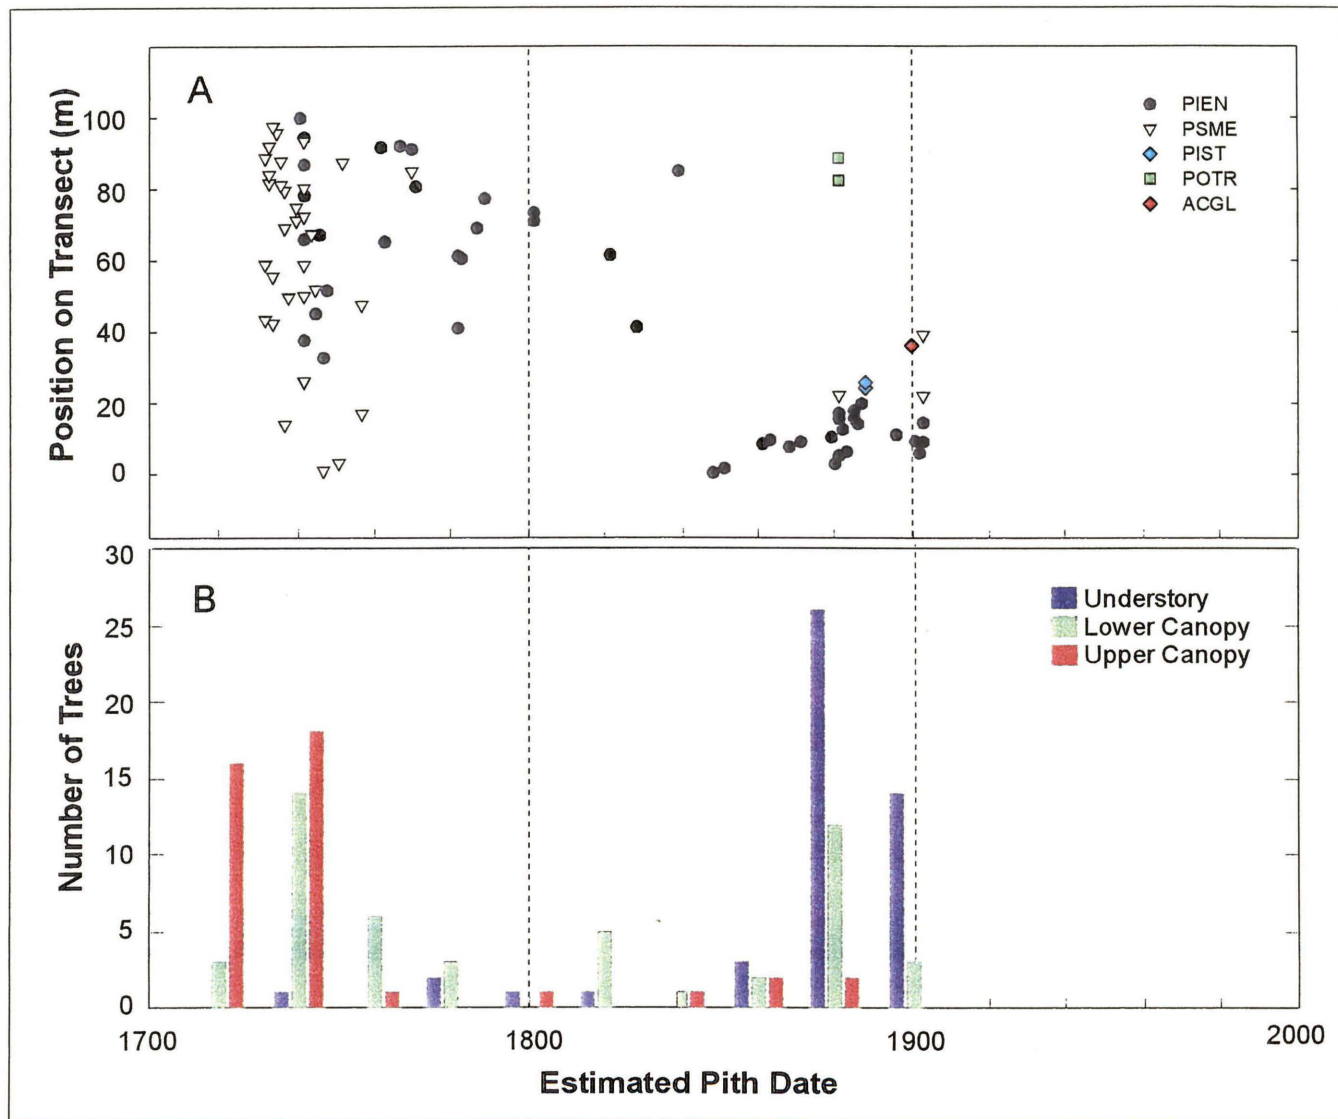 A
Position on Transect (m)
100
80
60
40
20
0
PIEN
PSME
PIST
POTR
ACGL
B
Number of Trees
30
25
20
15
10
5
0
Understory
Lower Canopy
Upper Canopy
1700
1800
1900
2000
Estimated Pith Date